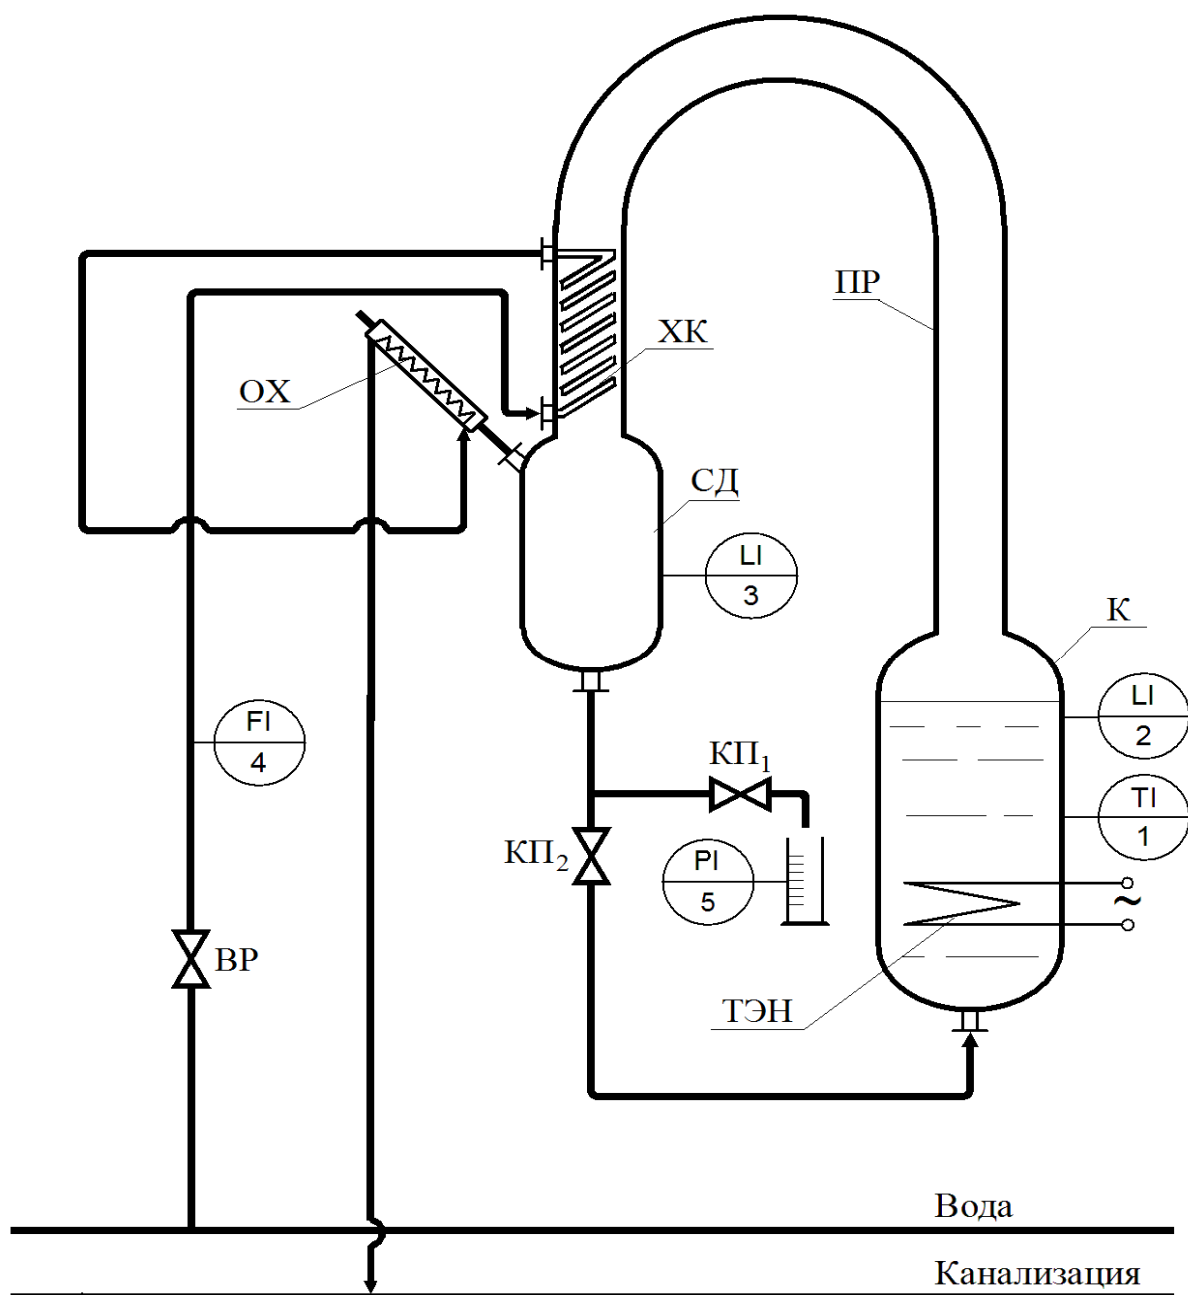 ПР
ХК
ОХ
СД
LI
3
К
LI
2
FI
4
КП₁
TI
1
КП₂
PI
5
~
ВР
ТЭН
Вода
Канализация